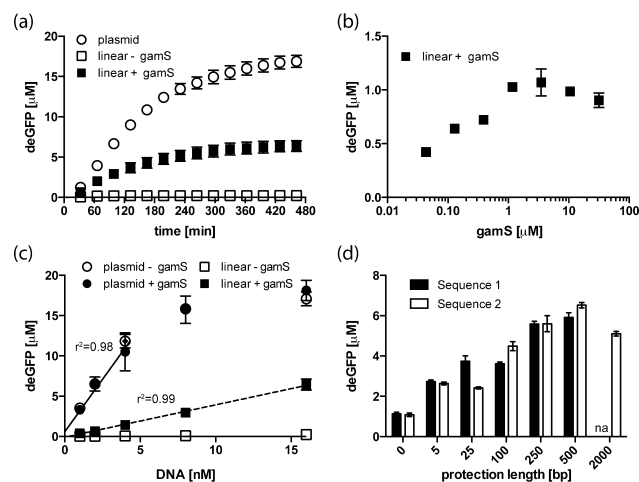 (a)
plasmid
linear - gamS
linear + gamS
20
15
10
5
0
deGFP [µM]
0 60 120 180 240 300 360 420 480
time [min]
(b)
linear + gamS
1.5
1.0
0.5
0.0
deGFP [µM]
0.01 0.1 1 10 100
gamS [µM]
(c)
plasmid - gamS linear - gamS
plasmid + gamS linear + gamS
20
15
10
5
0
deGFP [µM]
r²=0.98
r²=0.99
0 5 10 15
DNA [nM]
(d)
Sequence 1
Sequence 2
8
6
4
2
0
deGFP [µM]
na
0 5 25 100 250 500 2000
protection length [bp]